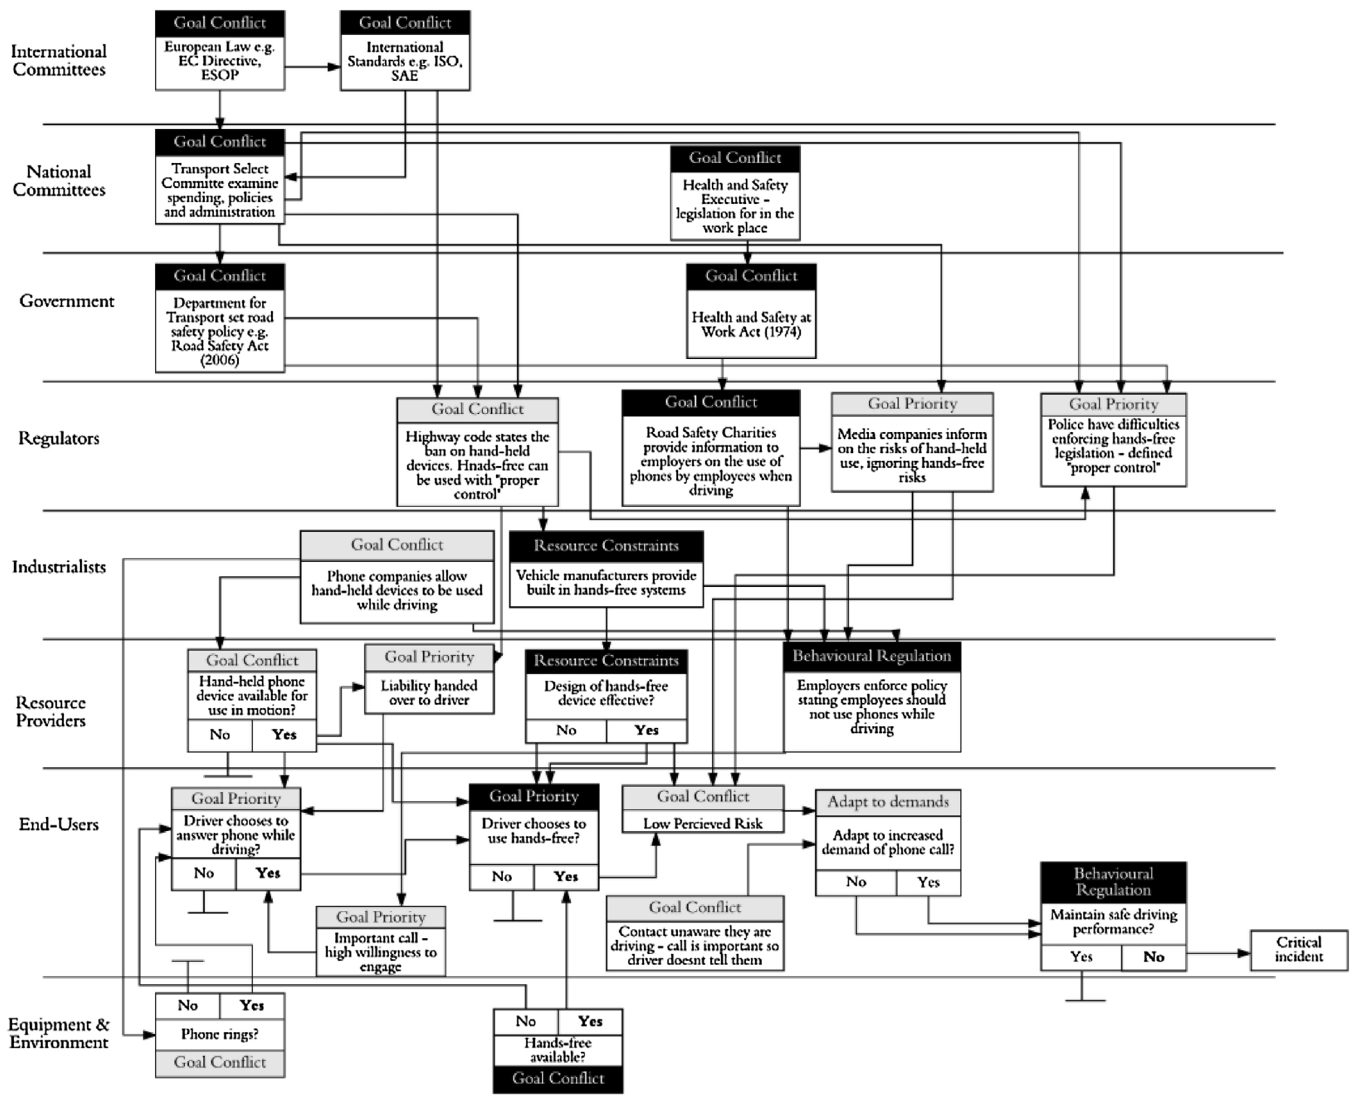 International
Committees
Goal Conflict
European Law e.g.
EC Directive,
ESOP
Goal Conflict
International
Standards e.g. ISO,
SAE
National
Committees
Goal Conflict
Transport Select
Committe examine
spending, policies
and administration
Goal Conflict
Health and Safety
Executive -
legislation for in the
work place
Government
Goal Conflict
Department for
Transport set road
safety policy e.g.
Road Safety Act
(2006)
Goal Conflict
Health and Safety at
Work Act (1974)
Regulators
Goal Conflict
Highway code states the
ban on hand-held
devices. Hnads-free can
be used with "proper
control"
Goal Conflict
Road Safety Charities
provide information to
employers on the use of
phones by employees when
driving
Goal Priority
Media companies inform
on the risks of hand-held
use, ignoring hands-free
risks
Goal Priority
Police have difficulties
enforcing hands-free
legislation - defined
"proper control"
Industrialists
Goal Conflict
Phone companies allow
hand-held devices to be used
while driving
Resource Constraints
Vehicle manufacturers provide
built in hands-free systems
Resource
Providers
Goal Conflict
Hand-held phone
device available for
use in motion?
No Yes
Goal Priority
Liability handed
over to driver
Resource Constraints
Design of hands-free
device effective?
No Yes
Behavioural Regulation
Employers enforce policy
stating employees should
not use phones while
driving
End-Users
Goal Priority
Driver chooses to
answer phone while
driving?
No Yes
Goal Priority
Important call -
high willingness to
engage
Goal Priority
Driver chooses to
use hands-free?
No Yes
Goal Conflict
Low Percieved Risk
Goal Conflict
Contact unaware they are
driving - call is important so
driver doesnt tell them
Adapt to demands
Adapt to increased
demand of phone call?
No Yes
Behavioural
Regulation
Maintain safe driving
performance?
Yes No
Critical
incident
Equipment &
Environment
No Yes
Phone rings?
Goal Conflict
No Yes
Hands-free
available?
Goal Conflict